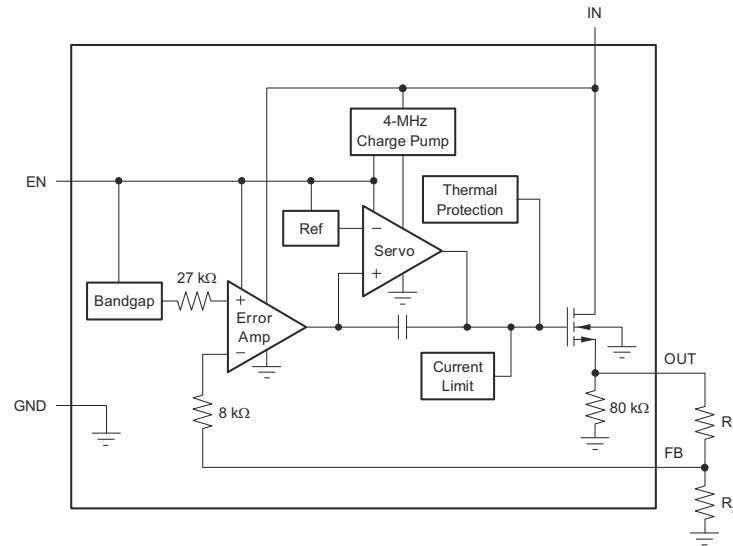 IN
4-MHz
Charge Pump
EN
Thermal
Protection
Ref
−
Servo
+
27 kΩ
Bandgap
+
Error
Amp
−
Current
Limit
OUT
GND
8 kΩ
80 kΩ
R
FB
R